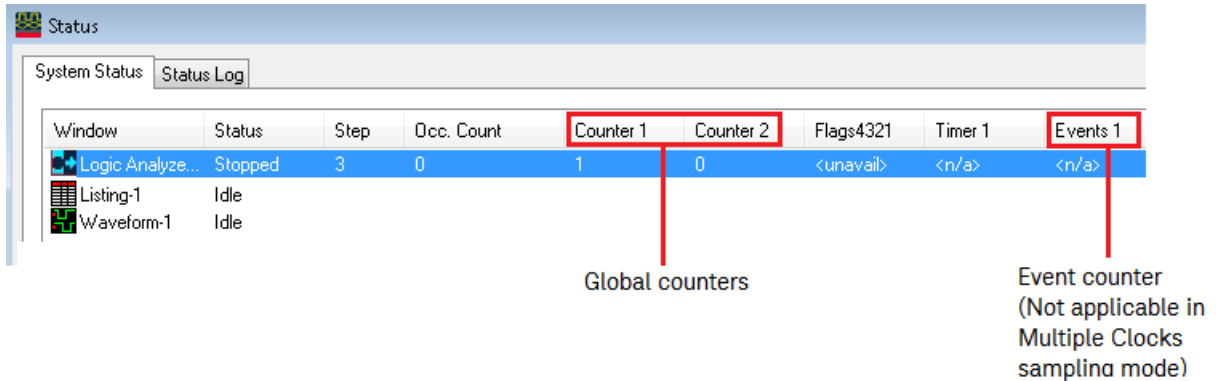 Status
System Status Status Log
Window Status Step Occ. Count Counter 1 Counter 2 Flags4321 Timer 1 Events 1
Logic Analyze... Stopped 3 0 1 0 <unavail> <n/a> <n/a>
Listing-1 Idle
Waveform-1 Idle
Global counters
Event counter
(Not applicable in
Multiple Clocks
sampling mode)